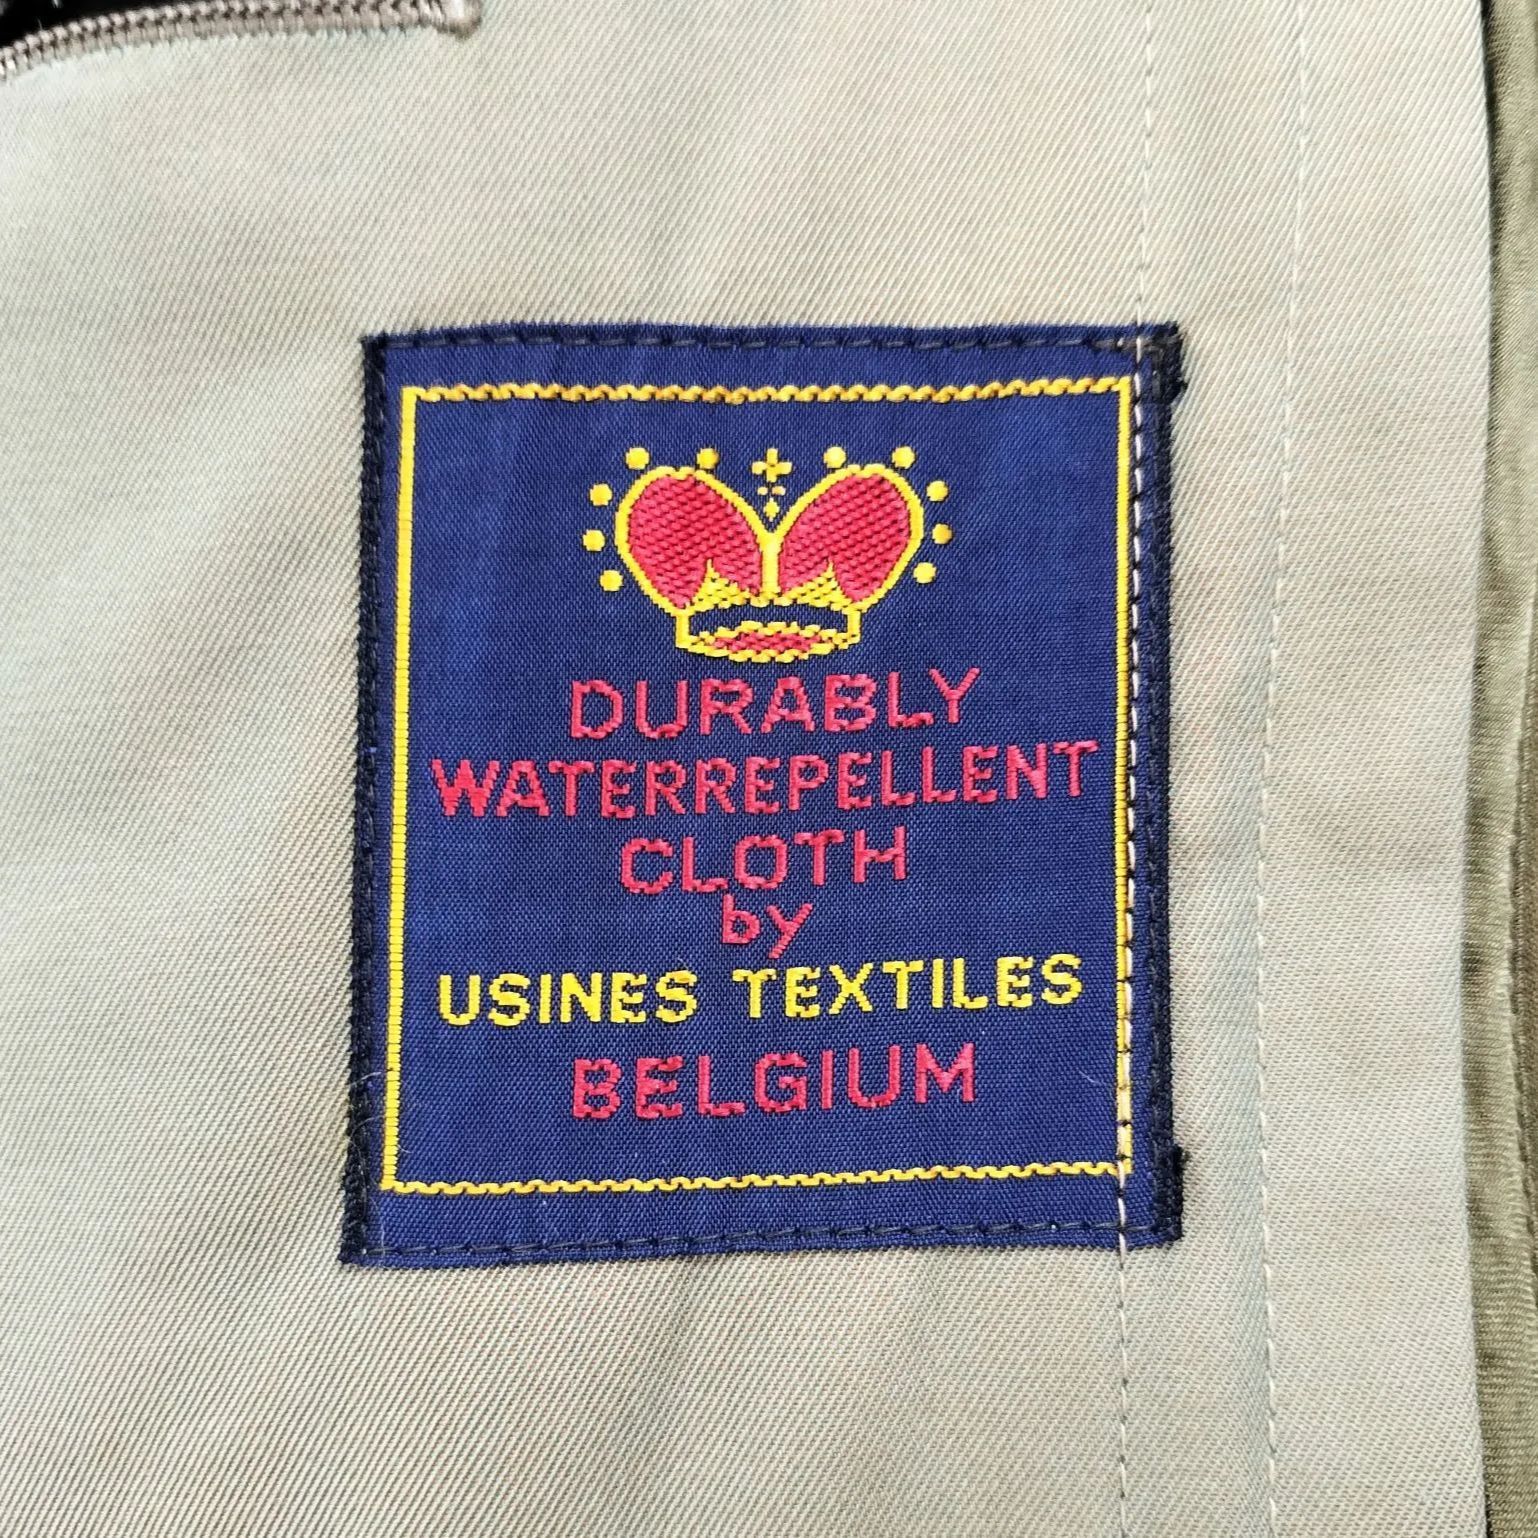 DURABLY
WATERREPELLENT
CLOTH
by
USINES TEXTILES
BELGIUM